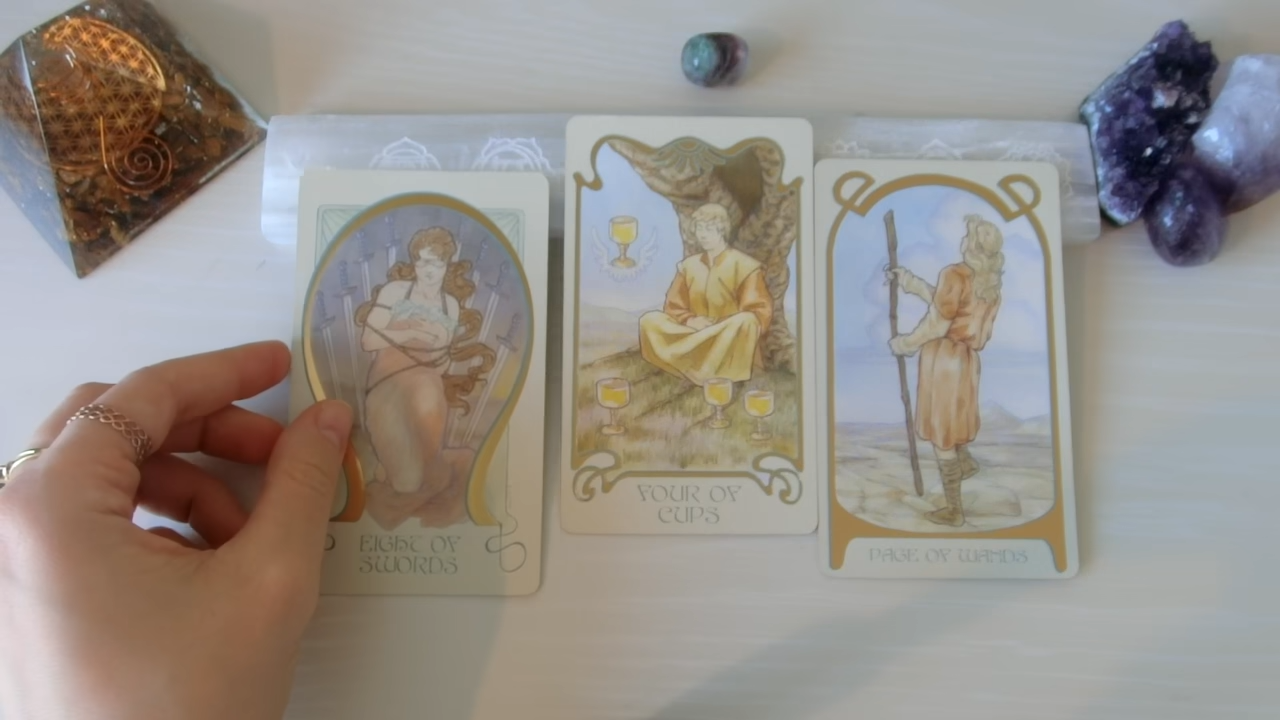 EIGHT OF
SWORDS
FOUR OF
CUPS
PAGE OF WANDS